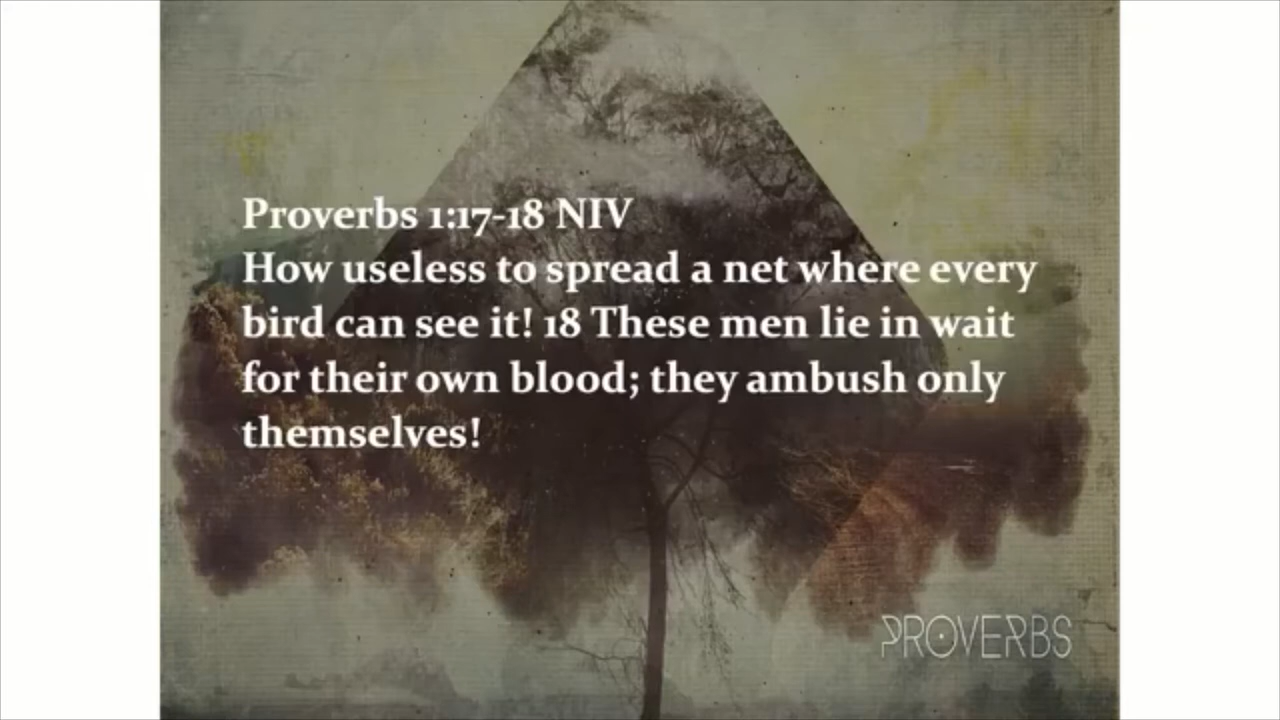 Proverbs 1:17-18 NIV
How useless to spread a net where every
bird can see it! 18 These men lie in wait
for their own blood; they ambush only
themselves!
PROVERBS